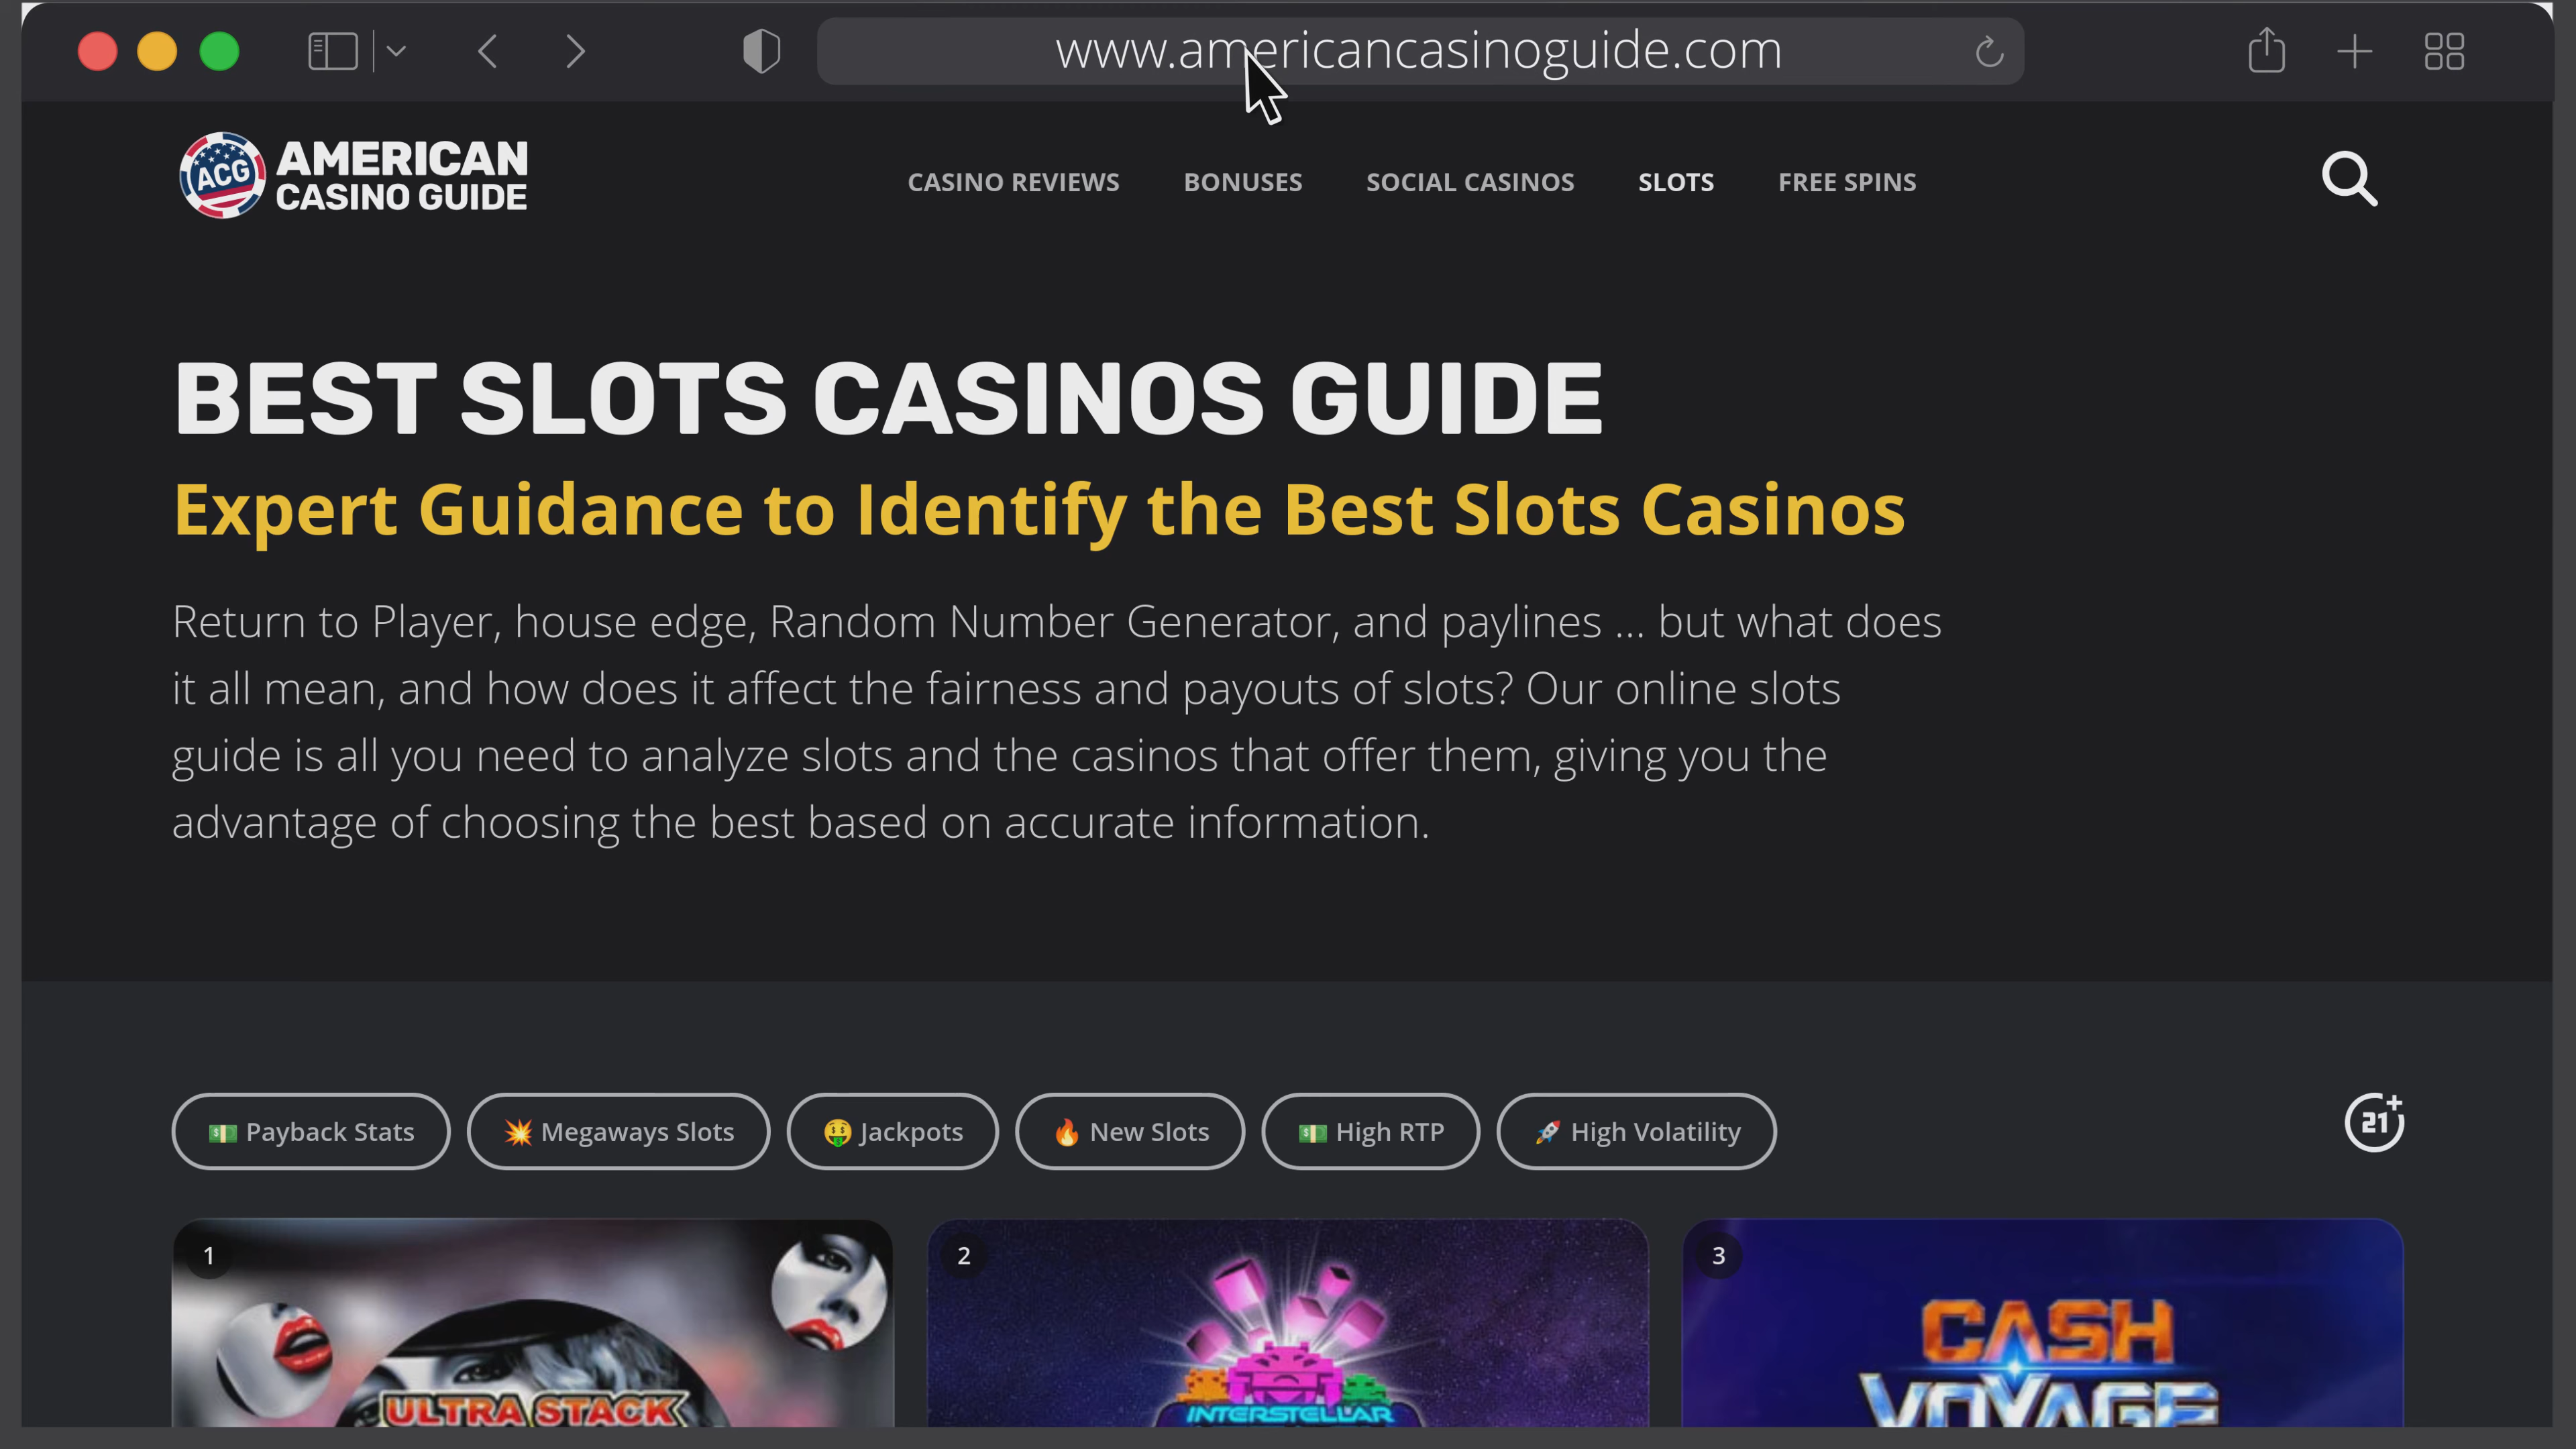 www.americancasinoguide.com
ACG
AMERICAN
CASINO GUIDE
CASINO REVIEWS
BONUSES
SOCIAL CASINOS
SLOTS
FREE SPINS
BEST SLOTS CASINOS GUIDE
Expert Guidance to Identify the Best Slots Casinos
Return to Player, house edge, Random Number Generator, and paylines ... but what does
it all mean, and how does it affect the fairness and payouts of slots? Our online slots
guide is all you need to analyze slots and the casinos that offer them, giving you the
advantage of choosing the best based on accurate information.
Payback Stats
Megaways Slots
Jackpots
New Slots
High RTP
High Volatility
21+
1
2
3
ULTRA STACK
INTERSTELLAR
CASH
VOYAGE